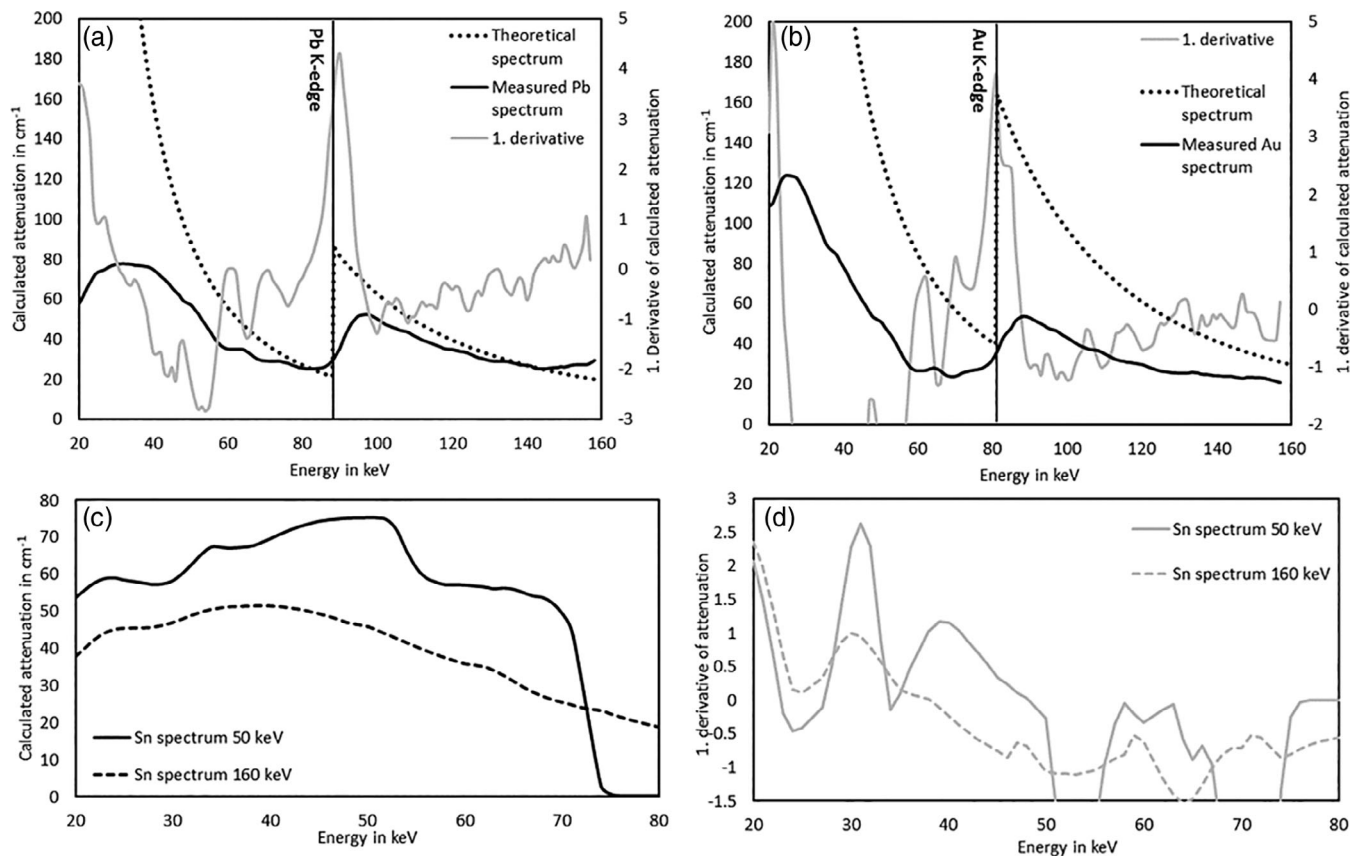 (a)
Pb K-edge
Theoretical
spectrum
Measured Pb
spectrum
1. derivative
Calculated attenuation in cm-1
200
180
160
140
120
100
80
60
40
20
0
5
4
3
2
1
0
-1
-2
-3
1. Derivative of calculated attenuation
20 40 60 80 100 120 140 160
Energy in keV
(b)
Au K-edge
1. derivative
Theoretical
spectrum
Measured Au
spectrum
Calculated attenuation in cm-1
200
180
160
140
120
100
80
60
40
20
0
5
4
3
2
1
0
-1
-2
1. derivative of calculated attenuation
20 40 60 80 100 120 140 160
Energy in keV
(c)
Calculated attenuation in cm-1
80
70
60
50
40
30
20
10
0
Sn spectrum 50 keV
Sn spectrum 160 keV
20 30 40 50 60 70 80
Energy in keV
(d)
Sn spectrum 50 keV
Sn spectrum 160 keV
1. derivative of attenuation
3
2.5
2
1.5
1
0.5
0
-0.5
-1
-1.5
20 30 40 50 60 70 80
Energy in keV